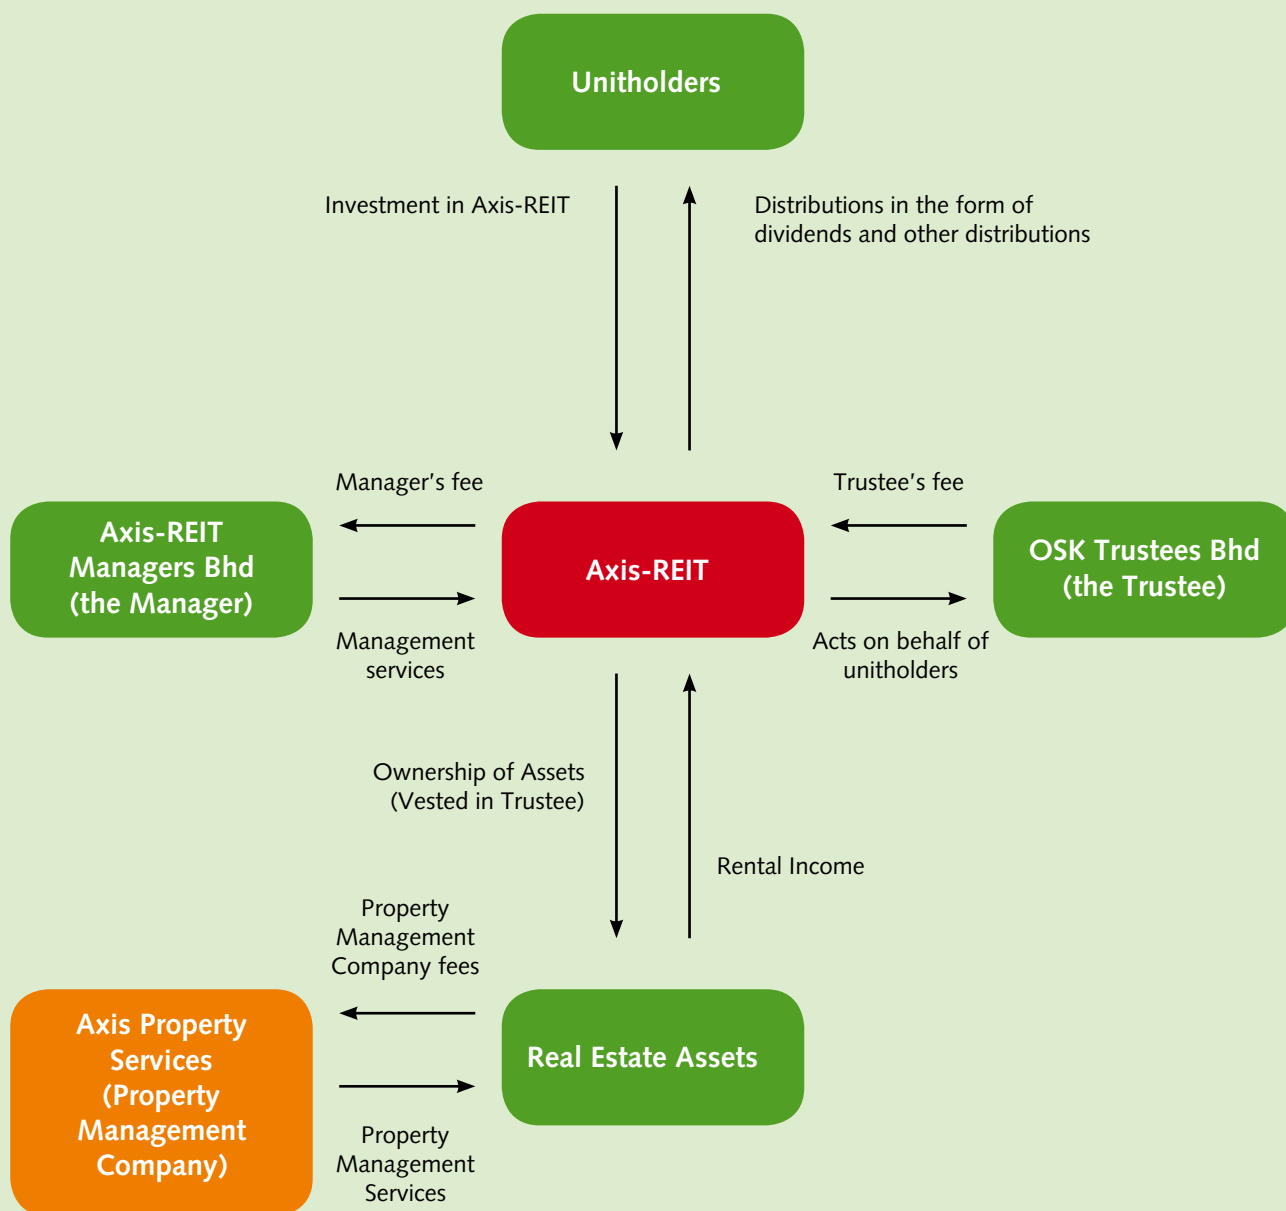 Unitholders
Investment in Axis-REIT
Distributions in the form of
dividends and other distributions
Manager's fee
Trustee's fee
Axis-REIT
Managers Bhd
(the Manager)
Axis-REIT
OSK Trustees Bhd
(the Trustee)
Management
services
Acts on behalf of
unitholders
Ownership of Assets
(Vested in Trustee)
Rental Income
Property
Management
Company fees
Axis Property
Services
(Property
Management
Company)
Real Estate Assets
Property
Management
Services